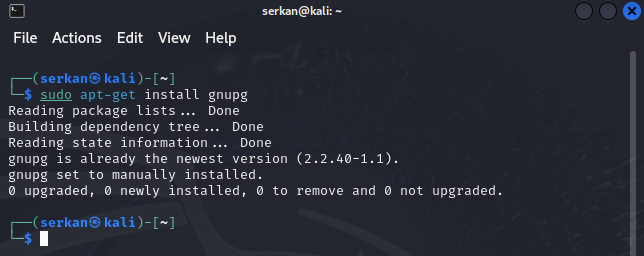 serkan@kali: ~
File Actions Edit View Help
┌──(serkan㉿kali)-[~]
└─$ sudo apt-get install gnupg
Reading package lists... Done
Building dependency tree... Done
Reading state information... Done
gnupg is already the newest version (2.2.40-1.1).
gnupg set to manually installed.
0 upgraded, 0 newly installed, 0 to remove and 0 not upgraded.
┌──(serkan㉿kali)-[~]
└─$